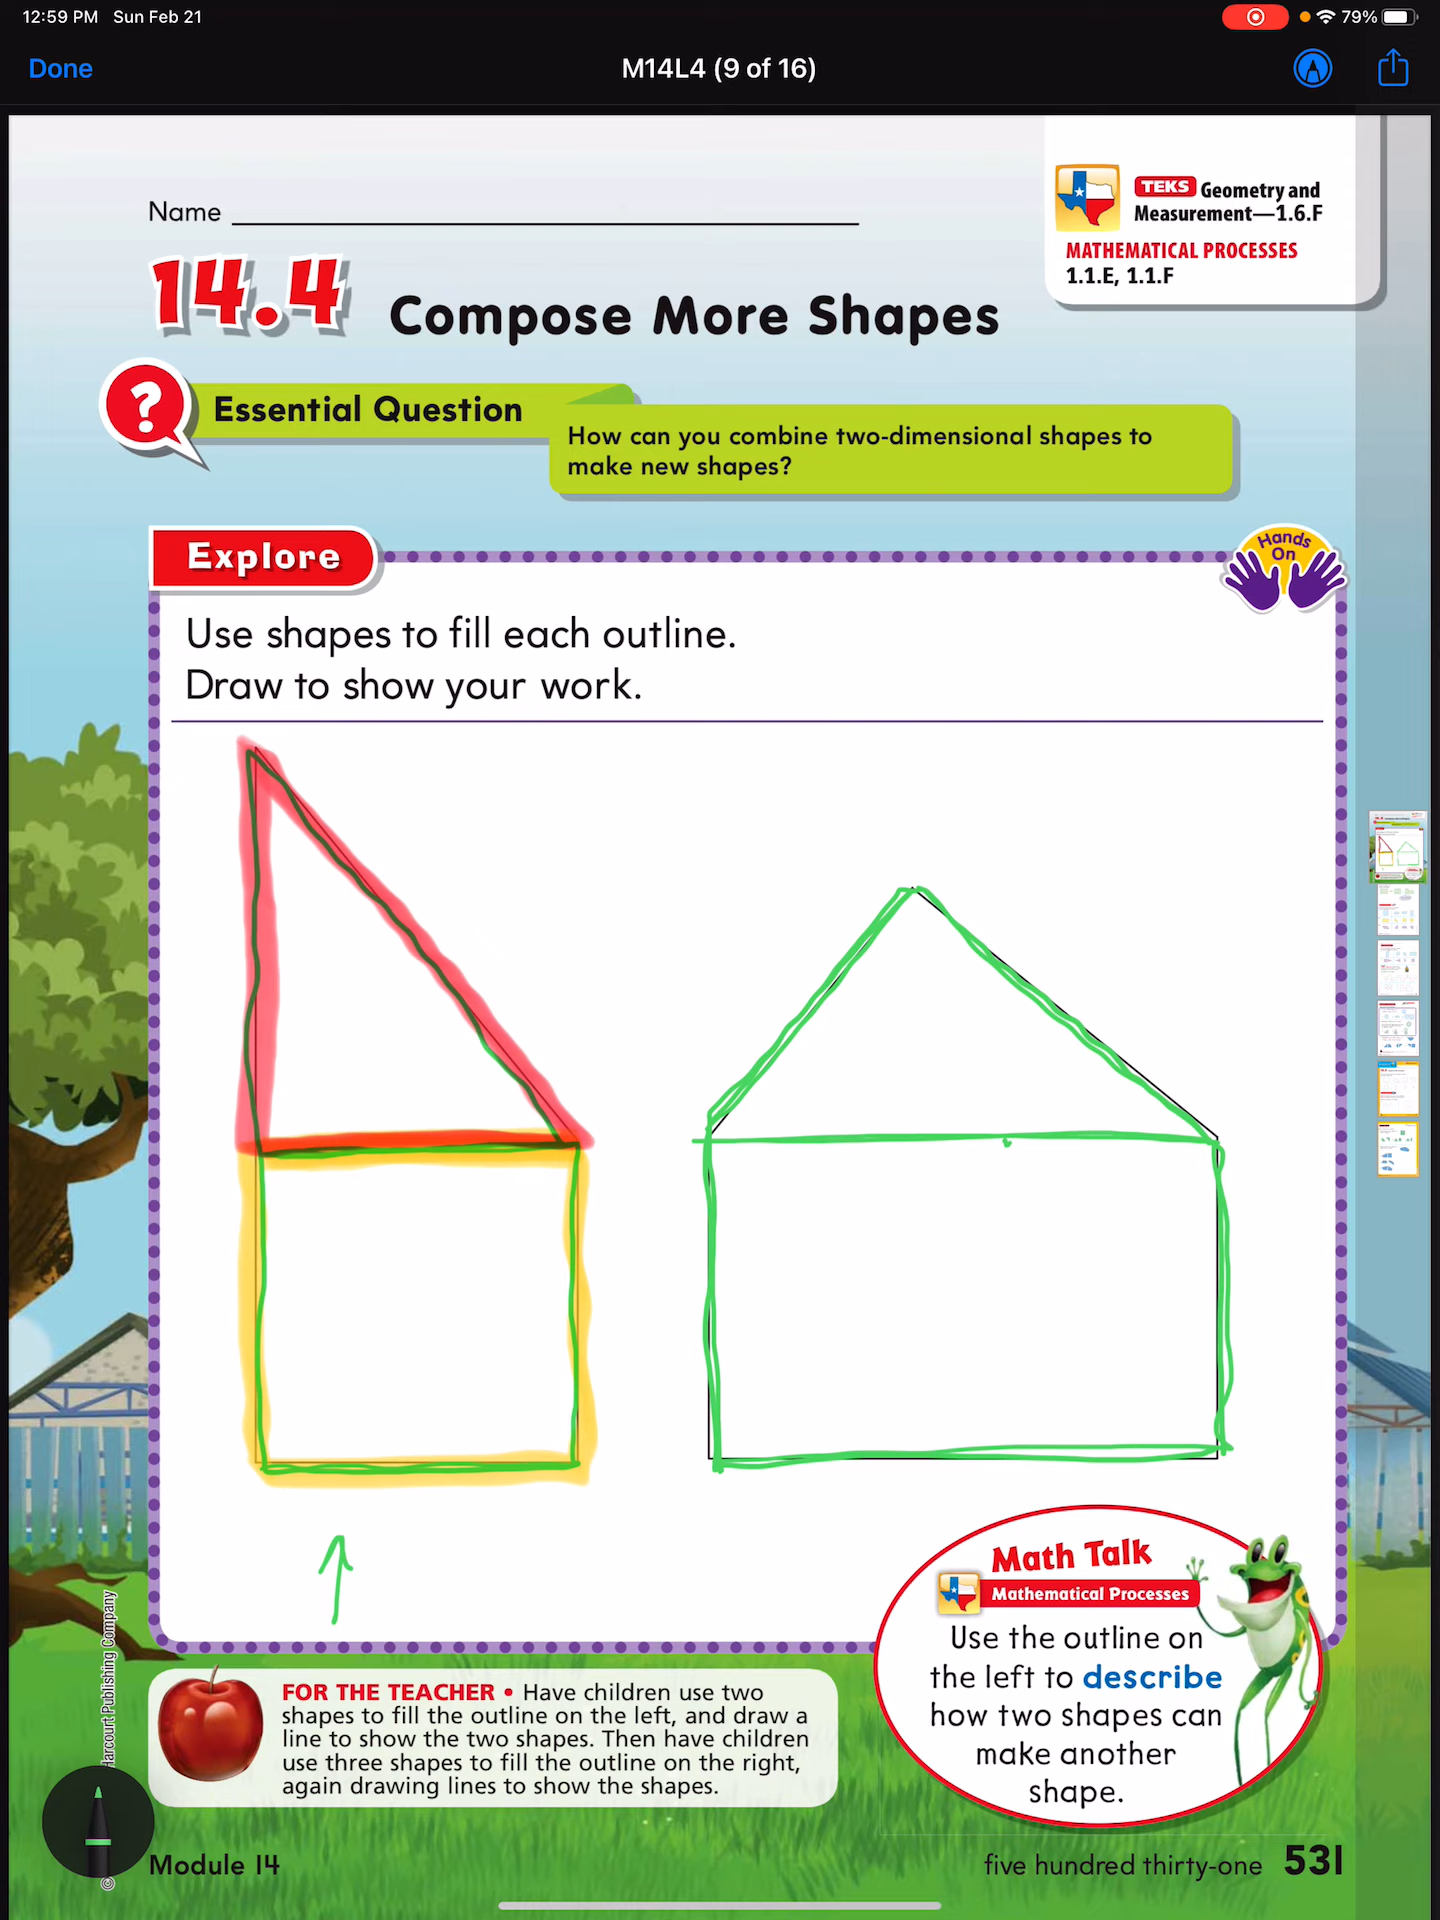 12:59 PM Sun Feb 21
79%
Done
M14L4 (9 of 16)
Name
TEKS Geometry and
Measurement—1.6.F
MATHEMATICAL PROCESSES
1.1.E, 1.1.F
14.4 Compose More Shapes
? Essential Question
How can you combine two-dimensional shapes to
make new shapes?
Explore
Hands
On
Use shapes to fill each outline.
Draw to show your work.
Math Talk
Mathematical Processes
Use the outline on
the left to describe
how two shapes can
make another
shape.
FOR THE TEACHER • Have children use two
shapes to fill the outline on the left, and draw a
line to show the two shapes. Then have children
use three shapes to fill the outline on the right,
again drawing lines to show the shapes.
Harcourt Publishing Company
©
Module 14
five hundred thirty-one 531